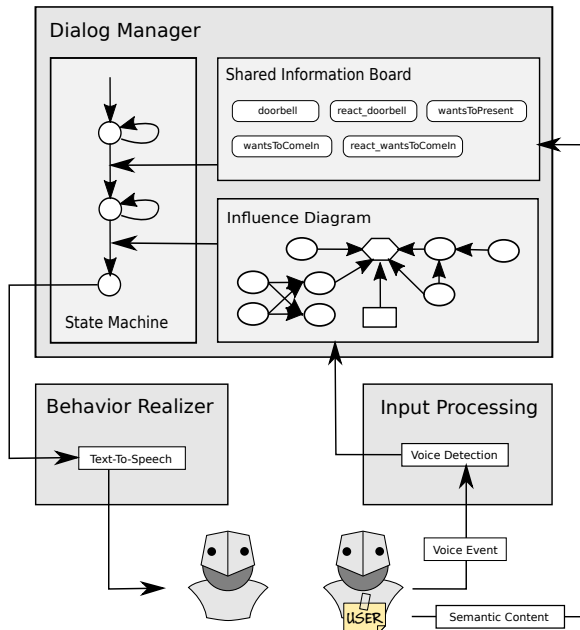 Dialog Manager
Shared Information Board
doorbell
react_doorbell
wantsToPresent
wantsToComeIn
react_wantsToComeIn
Influence Diagram
State Machine
Behavior Realizer
Input Processing
Text-To-Speech
Voice Detection
Voice Event
USER
Semantic Content